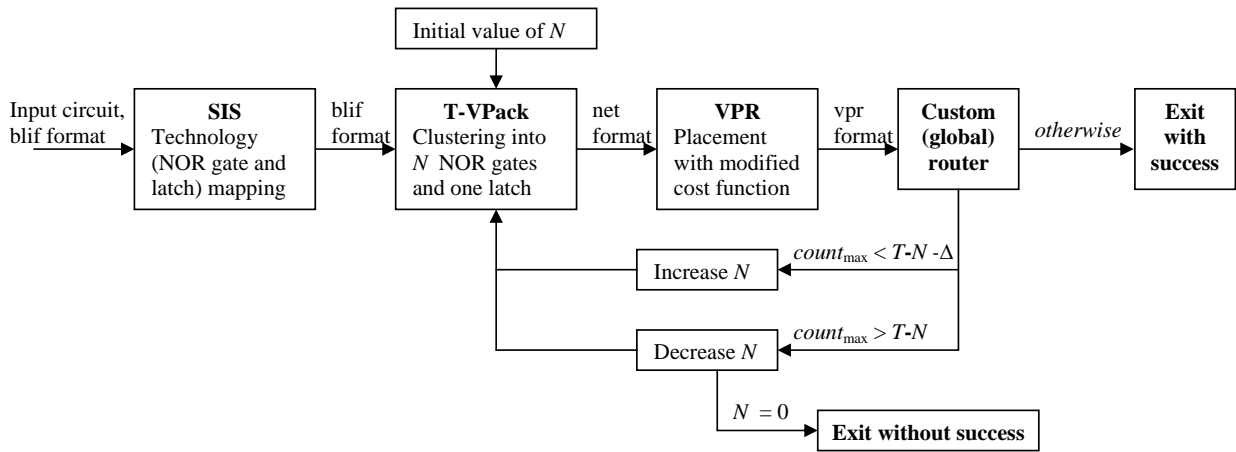 Initial value of N
Input circuit,
blif format
SIS
Technology
(NOR gate and
latch) mapping
blif
format
T-VPack
Clustering into
N NOR gates
and one latch
net
format
VPR
Placement
with modified
cost function
vpr
format
Custom
(global)
router
otherwise
Exit
with
success
Increase N
count_max < T-N -Δ
Decrease N
count_max > T-N
N = 0
Exit without success